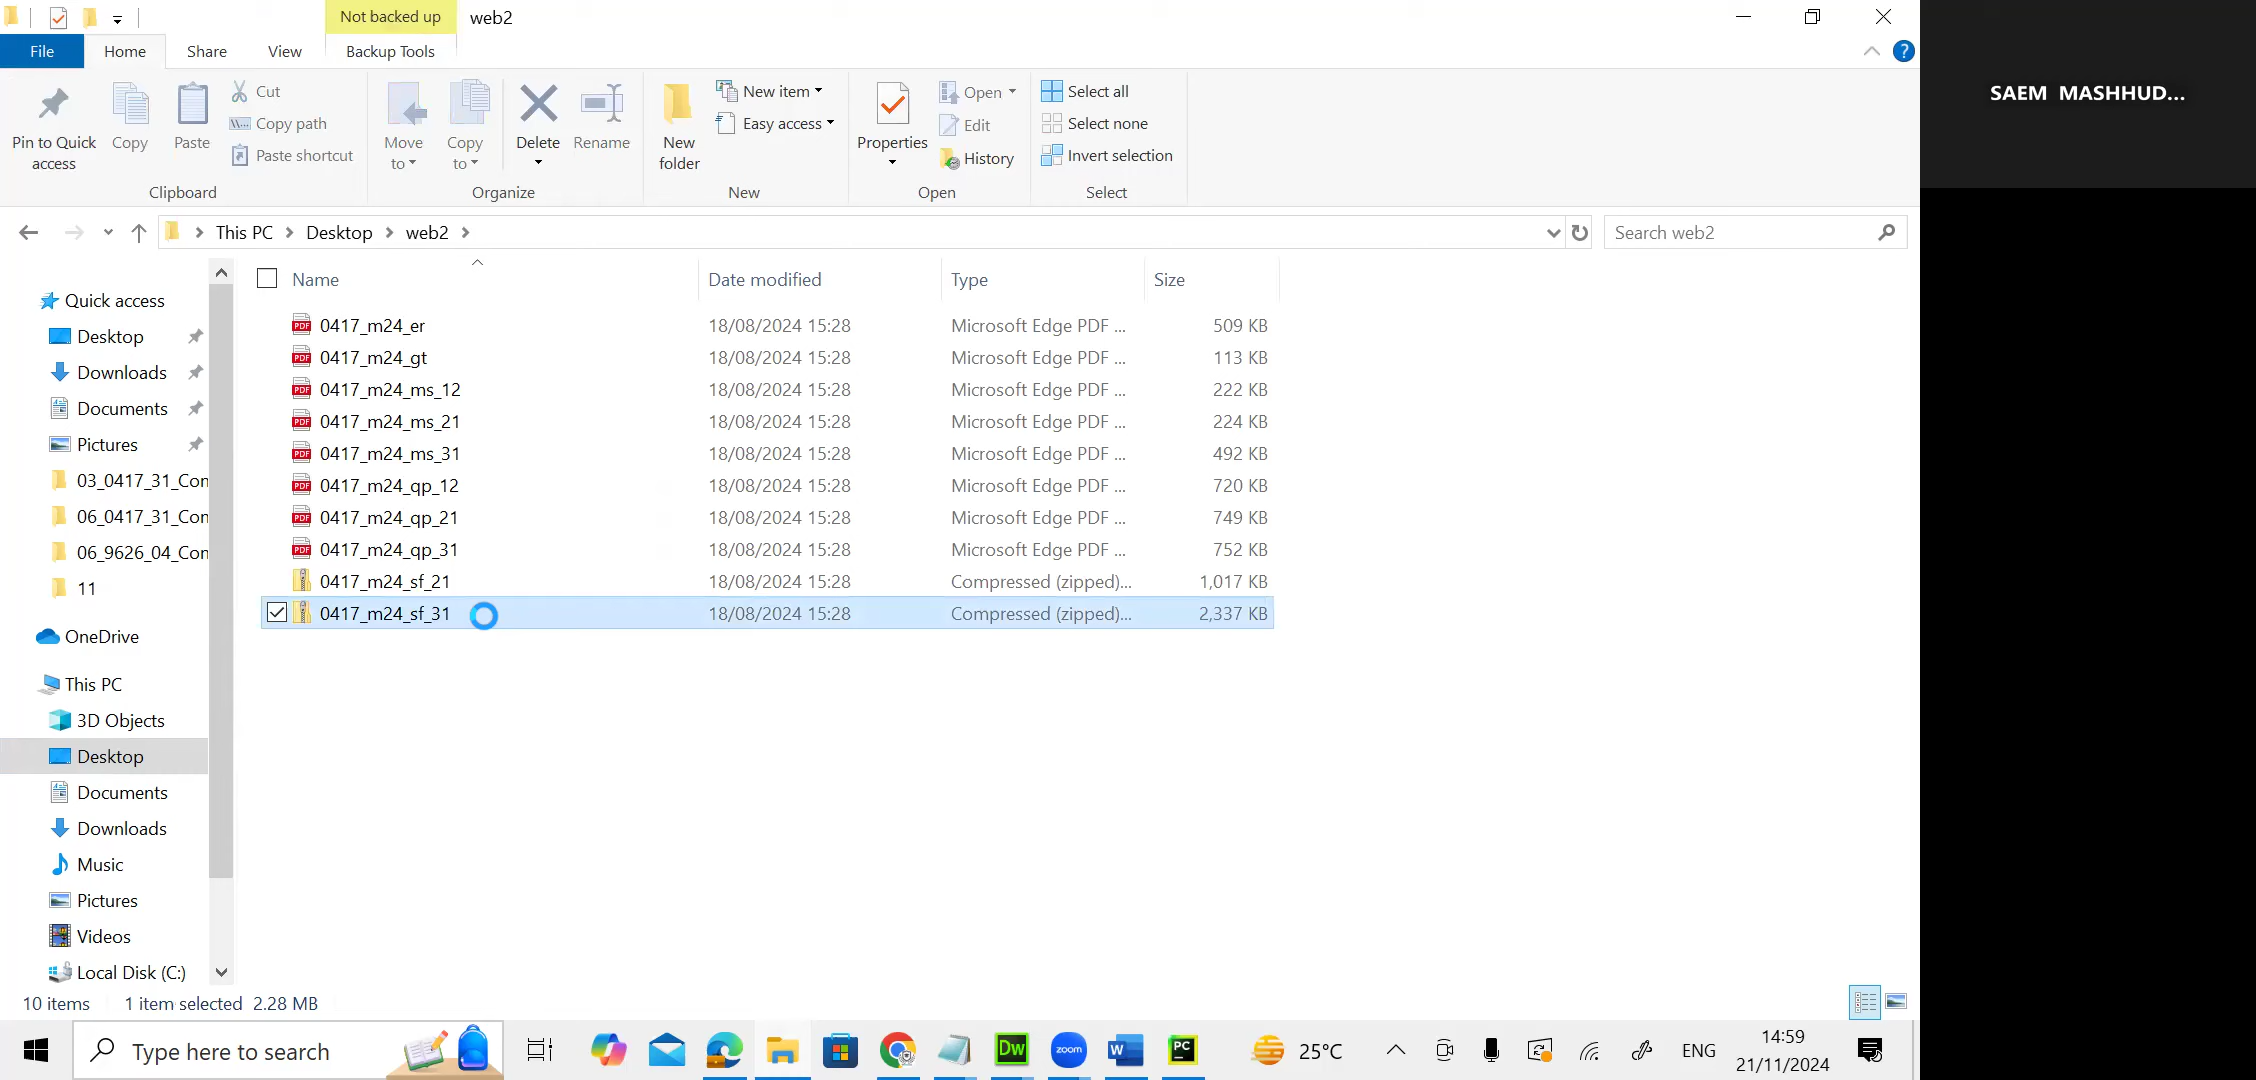 Not backed up
web2
File
Home
Share
View
Backup Tools
Pin to Quick access
Copy
Paste
Cut
Copy path
Paste shortcut
Clipboard
Move to
Copy to
Delete
Rename
Organize
New folder
New item
Easy access
New
Properties
Open
Edit
History
Open
Select all
Select none
Invert selection
Select
This PC
Desktop
web2
Search web2
Name
Date modified
Type
Size
0417_m24_er 18/08/2024 15:28 Microsoft Edge PDF ... 509 KB
0417_m24_gt 18/08/2024 15:28 Microsoft Edge PDF ... 113 KB
0417_m24_ms_12 18/08/2024 15:28 Microsoft Edge PDF ... 222 KB
0417_m24_ms_21 18/08/2024 15:28 Microsoft Edge PDF ... 224 KB
0417_m24_ms_31 18/08/2024 15:28 Microsoft Edge PDF ... 492 KB
0417_m24_qp_12 18/08/2024 15:28 Microsoft Edge PDF ... 720 KB
0417_m24_qp_21 18/08/2024 15:28 Microsoft Edge PDF ... 749 KB
0417_m24_qp_31 18/08/2024 15:28 Microsoft Edge PDF ... 752 KB
0417_m24_sf_21 18/08/2024 15:28 Compressed (zipped)... 1,017 KB
0417_m24_sf_31 18/08/2024 15:28 Compressed (zipped)... 2,337 KB
Quick access
Desktop
Downloads
Documents
Pictures
03_0417_31_Con
06_0417_31_Con
06_9626_04_Con
11
OneDrive
This PC
3D Objects
Desktop
Documents
Downloads
Music
Pictures
Videos
Local Disk (C:)
10 items 1 item selected 2.28 MB
Type here to search
Dw
zoom
W
PC
25°C
ENG
14:59
21/11/2024
SAEM MASHHUD...